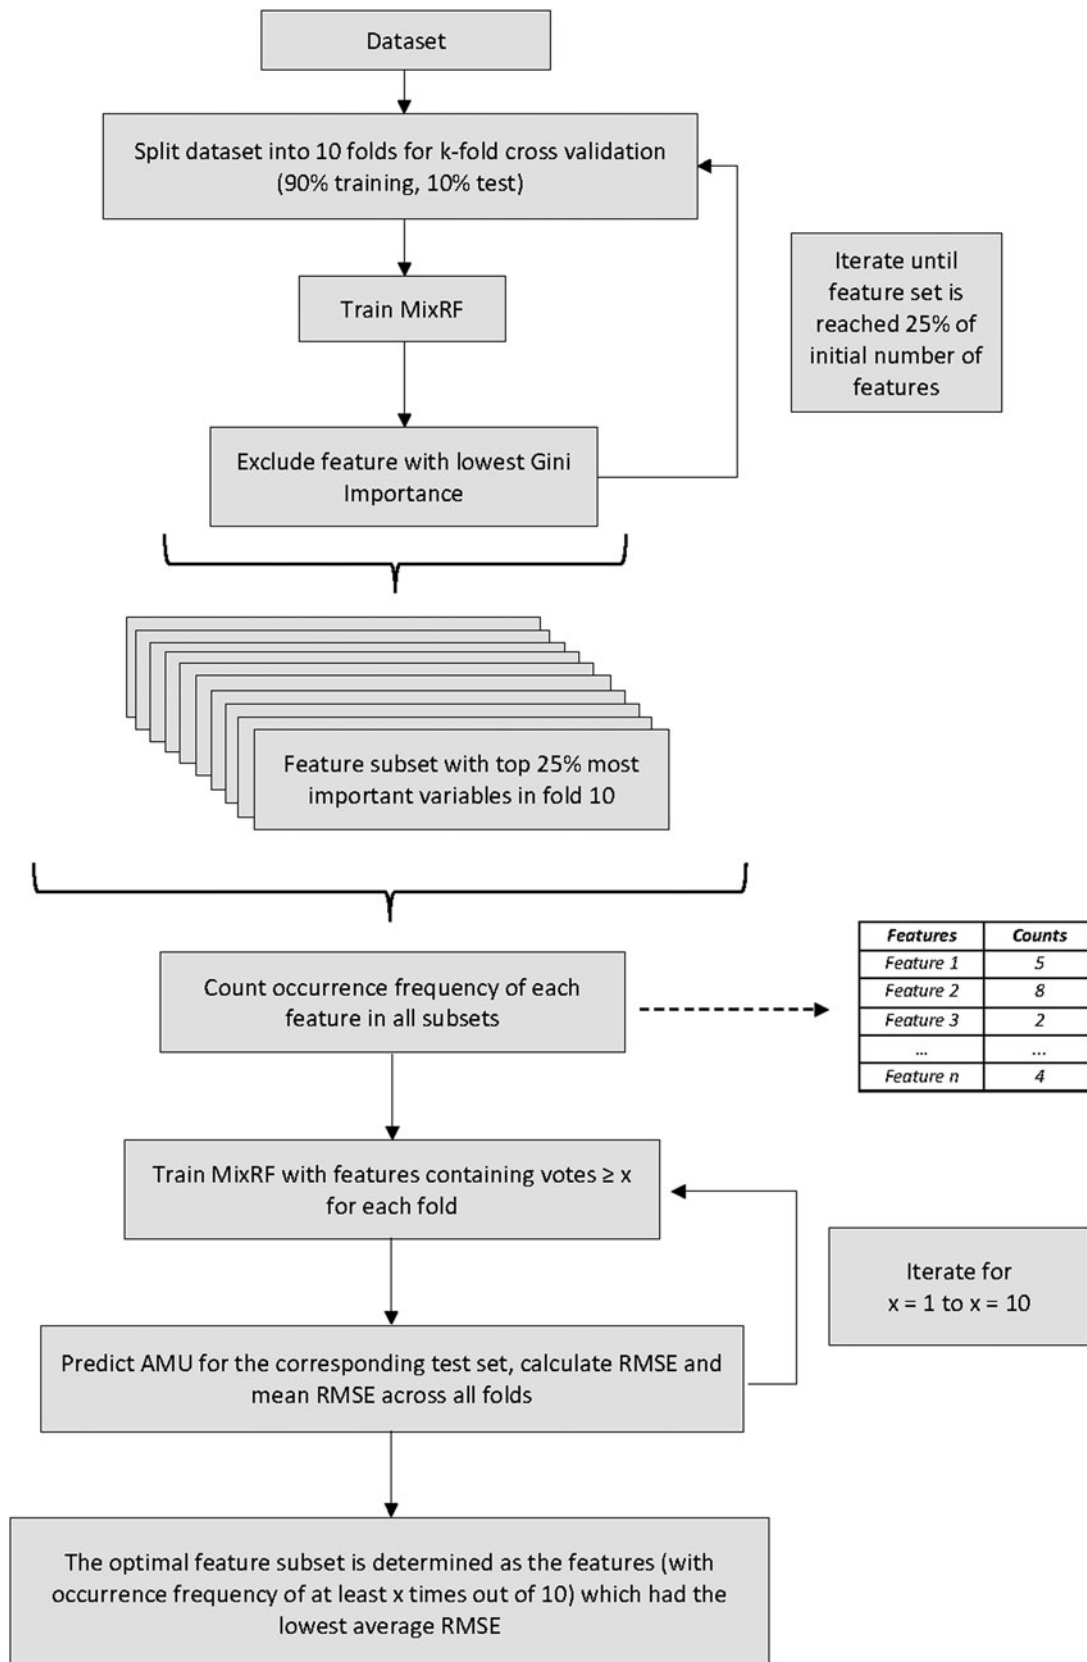 Dataset
Split dataset into 10 folds for k-fold cross validation
(90% training, 10% test)
Iterate until
feature set is
reached 25% of
initial number of
features
Train MixRF
Exclude feature with lowest Gini
Importance
Feature subset with top 25% most
important variables in fold 10
Count occurrence frequency of each
feature in all subsets
Features Counts
Feature 1 5
Feature 2 8
Feature 3 2
... ...
Feature n 4
Train MixRF with features containing votes ≥ x
for each fold
Iterate for
x = 1 to x = 10
Predict AMU for the corresponding test set, calculate RMSE and
mean RMSE across all folds
The optimal feature subset is determined as the features (with
occurrence frequency of at least x times out of 10) which had the
lowest average RMSE